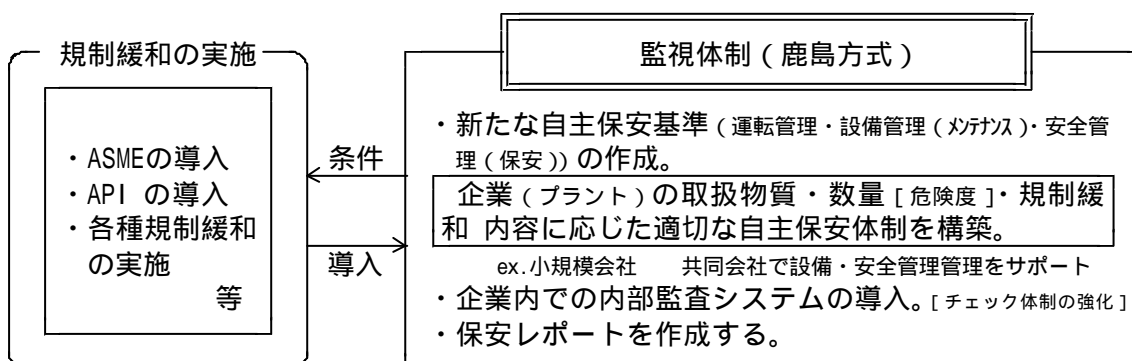 規制緩和の実施
・ASMEの導入
・API の導入
・各種規制緩和
の実施
等
条件
導入
監視体制(鹿島方式)
・新たな自主保安基準(運転管理・設備管理(メンテナンス)・安全管
理(保安))の作成。
企業(プラント)の取扱物質・数量[危険度]・規制緩
和 内容に応じた適切な自主保安体制を構築。
ex.小規模会社 共同会社で設備・安全管理管理をサポート
・企業内での内部監査システムの導入。[チェック体制の強化]
・保安レポートを作成する。